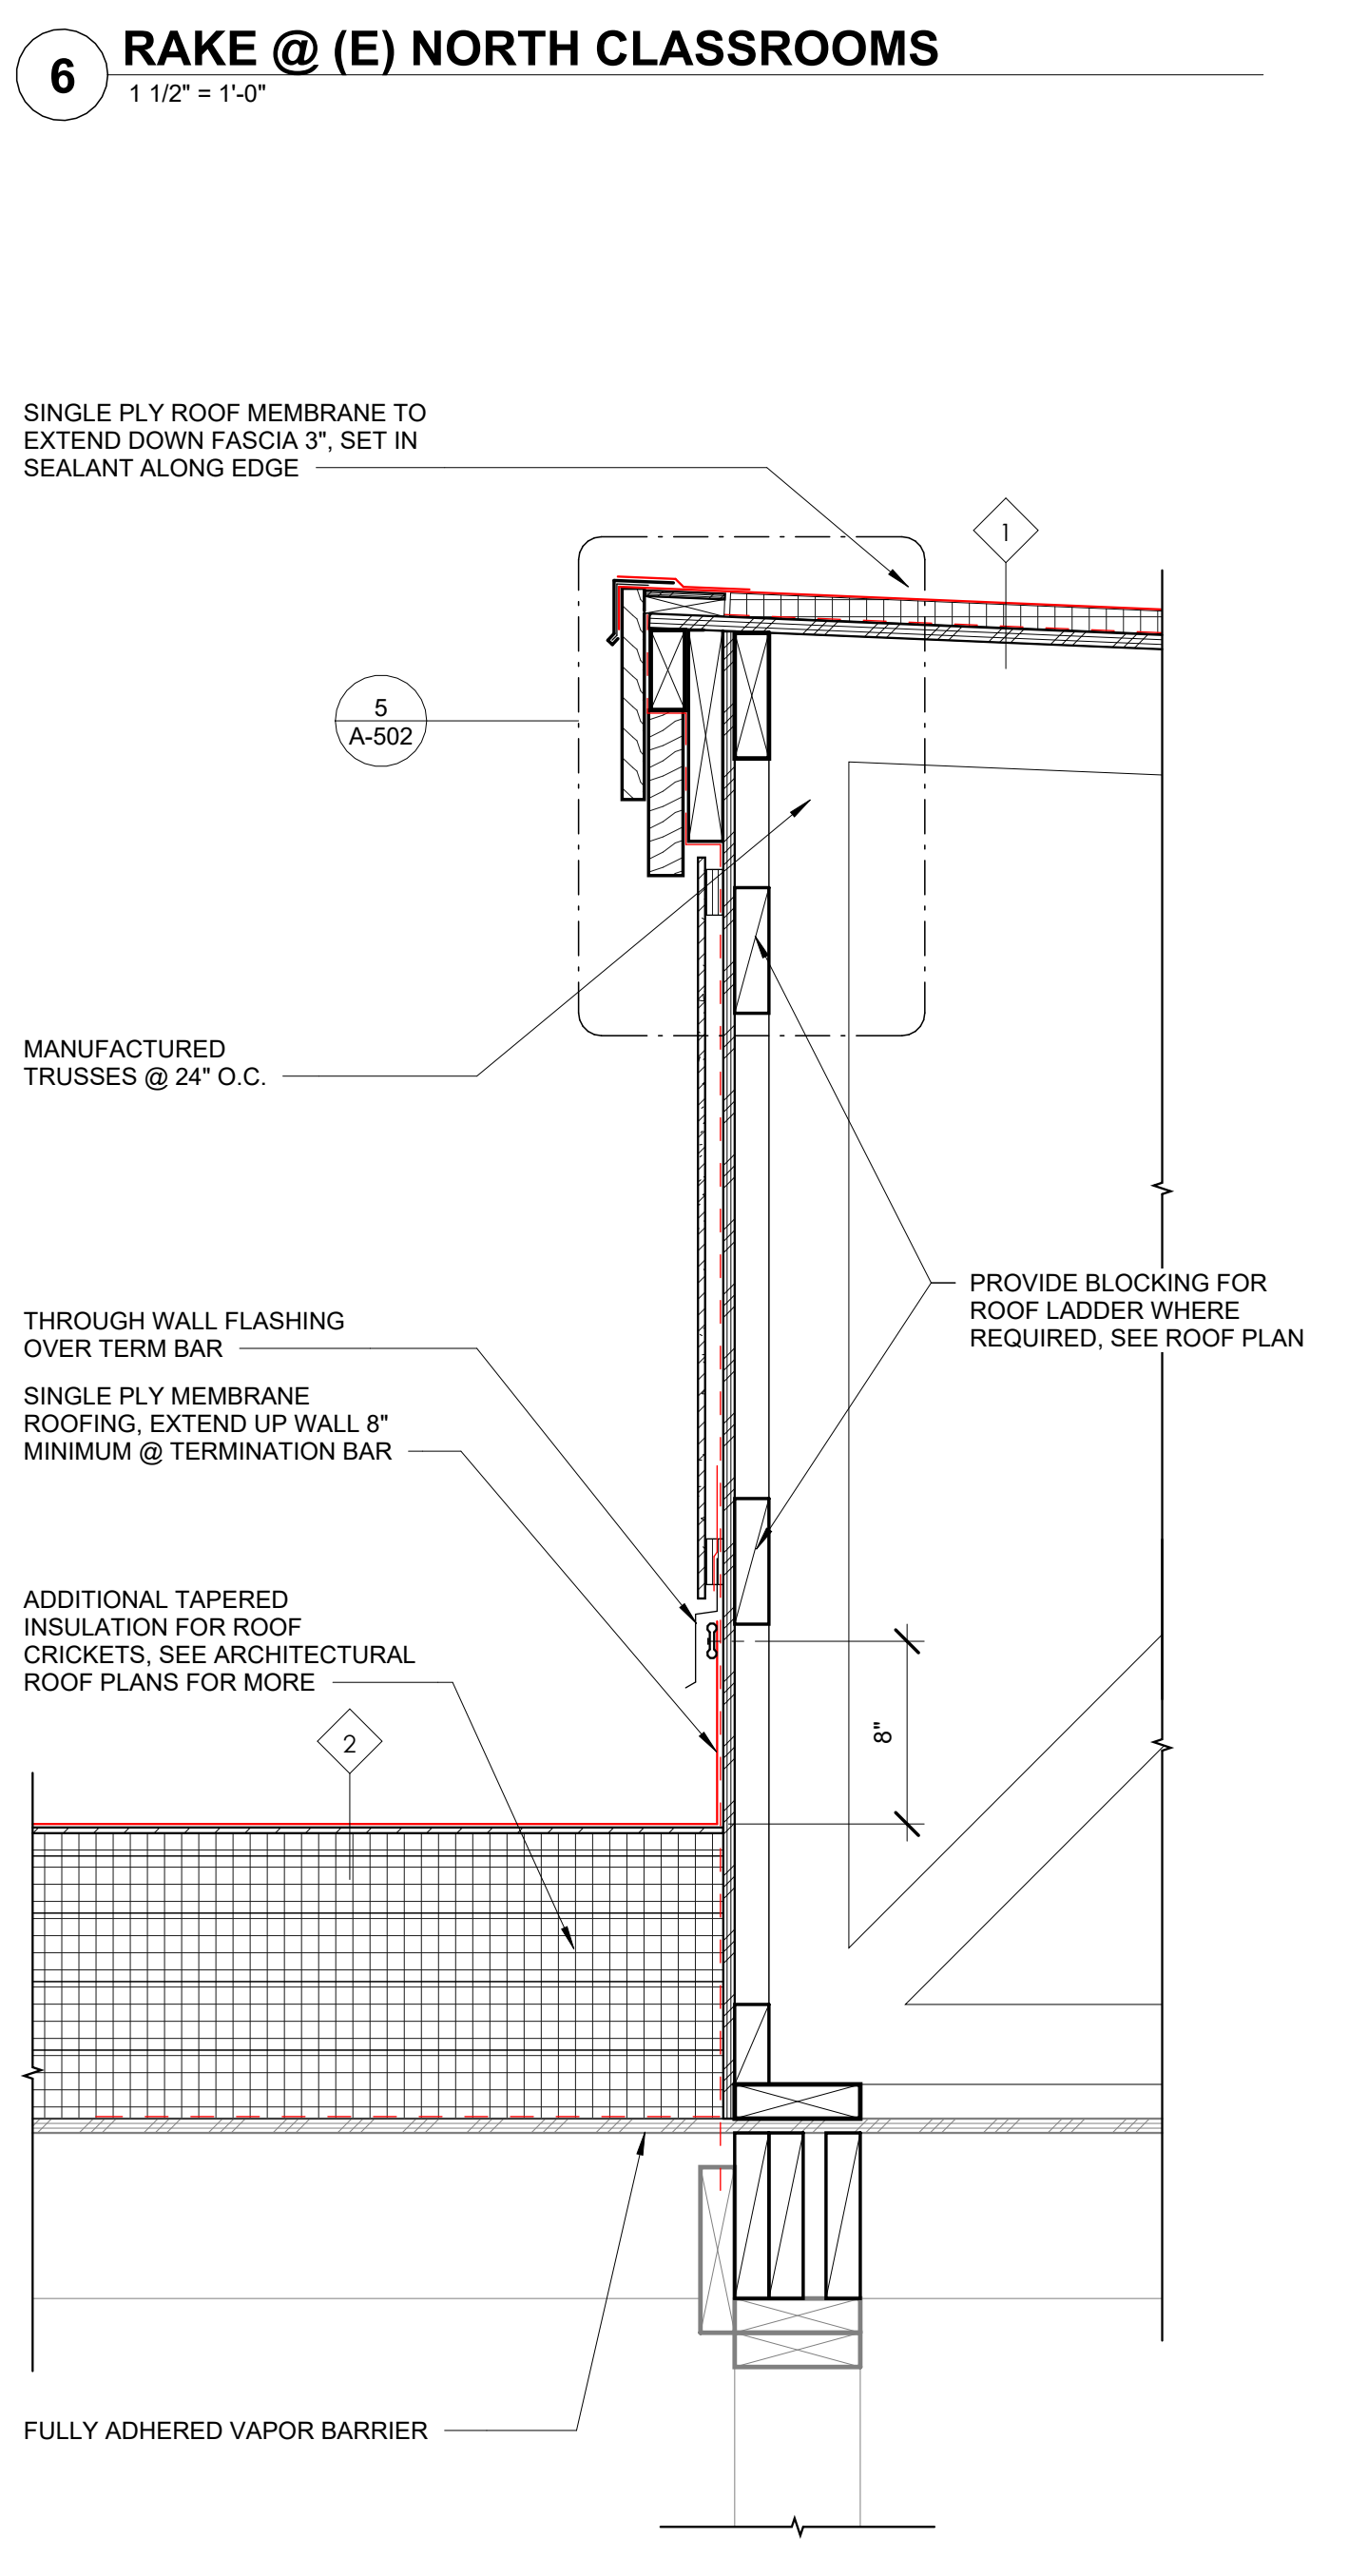 6
RAKE @ (E) NORTH CLASSROOMS
1 1/2" = 1'-0"
SINGLE PLY ROOF MEMBRANE TO
EXTEND DOWN FASCIA 3", SET IN
SEALANT ALONG EDGE
1
5
A-502
MANUFACTURED
TRUSSES @ 24" O.C.
PROVIDE BLOCKING FOR
ROOF LADDER WHERE
REQUIRED, SEE ROOF PLAN
THROUGH WALL FLASHING
OVER TERM BAR
SINGLE PLY MEMBRANE
ROOFING, EXTEND UP WALL 8"
MINIMUM @ TERMINATION BAR
ADDITIONAL TAPERED
INSULATION FOR ROOF
CRICKETS, SEE ARCHITECTURAL
ROOF PLANS FOR MORE
8"
2
FULLY ADHERED VAPOR BARRIER